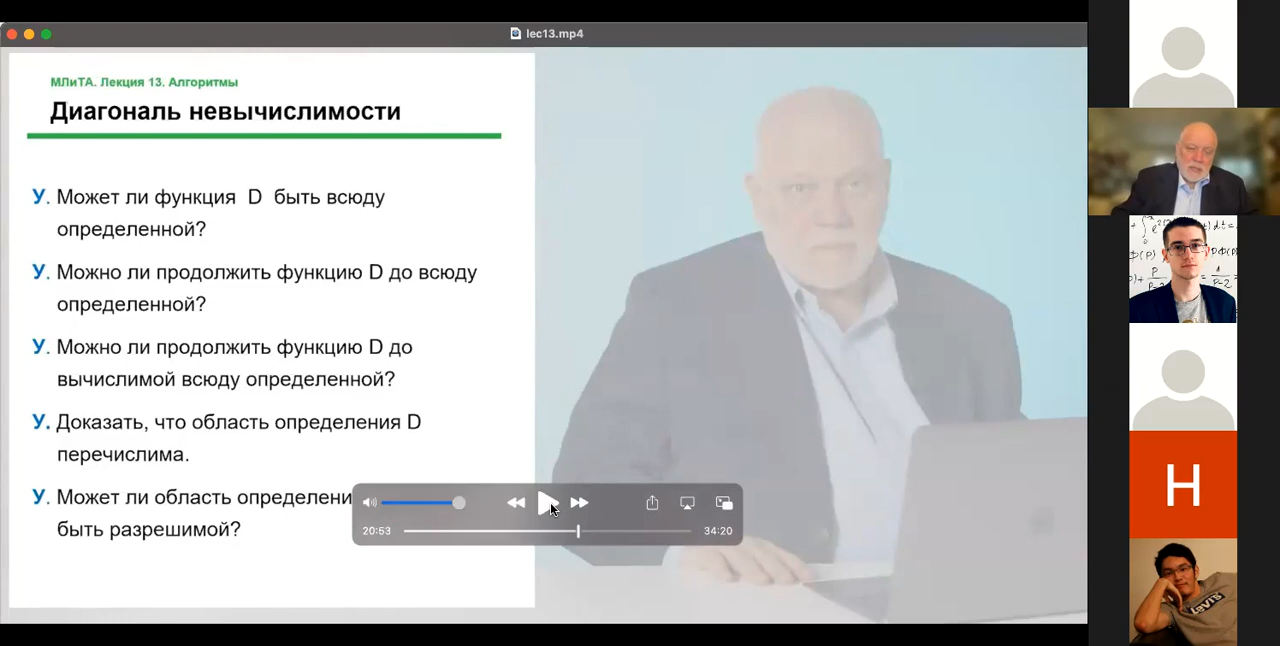 lec13.mp4
МЛиТА. Лекция 13. Алгоритмы
Диагональ невычислимости
У. Может ли функция D быть всюду
определенной?
У. Можно ли продолжить функцию D до всюду
определенной?
У. Можно ли продолжить функцию D до
вычислимой всюду определенной?
У. Доказать, что область определения D
перечислима.
У. Может ли область определени
быть разрешимой?
20:53
34:20
H